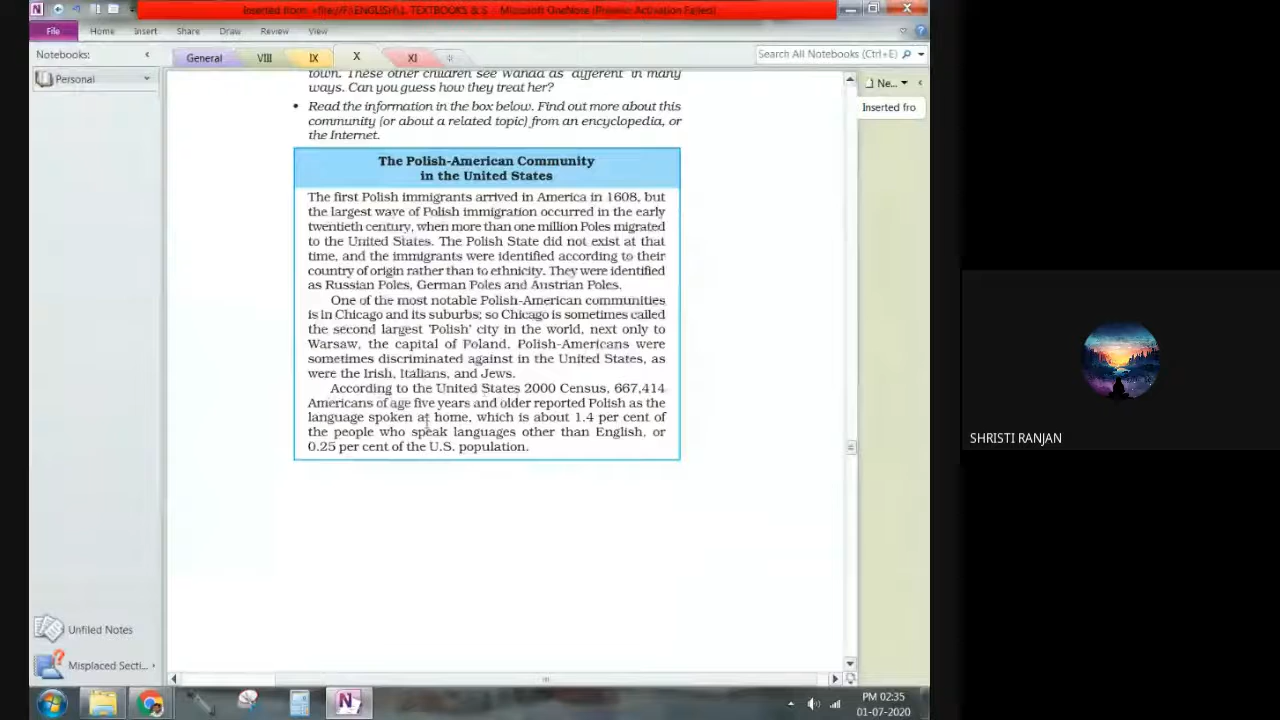 Inserted from: <file://F:\ENGLISH\1. TEXTBOOKS & S - Microsoft OneNote (Product Activation Failed)
File Home Insert Share Draw Review View
Notebooks:
General VIII IX X XI
Search All Notebooks (Ctrl+E)
Personal
Ne...
Inserted fro
town. These other children see Wanda as 'different' in many
ways. Can you guess how they treat her?
• Read the information in the box below. Find out more about this
community (or about a related topic) from an encyclopedia, or
the Internet.
The Polish-American Community
in the United States
The first Polish immigrants arrived in America in 1608, but
the largest wave of Polish immigration occurred in the early
twentieth century, when more than one million Poles migrated
to the United States. The Polish State did not exist at that
time, and the immigrants were identified according to their
country of origin rather than to ethnicity. They were identified
as Russian Poles, German Poles and Austrian Poles.
One of the most notable Polish-American communities
is in Chicago and its suburbs; so Chicago is sometimes called
the second largest 'Polish' city in the world, next only to
Warsaw, the capital of Poland. Polish-Americans were
sometimes discriminated against in the United States, as
were the Irish, Italians, and Jews.
According to the United States 2000 Census, 667,414
Americans of age five years and older reported Polish as the
language spoken at home, which is about 1.4 per cent of
the people who speak languages other than English, or
0.25 per cent of the U.S. population.
SHRISTI RANJAN
Unfiled Notes
Misplaced Secti...
PM 02:35
01-07-2020